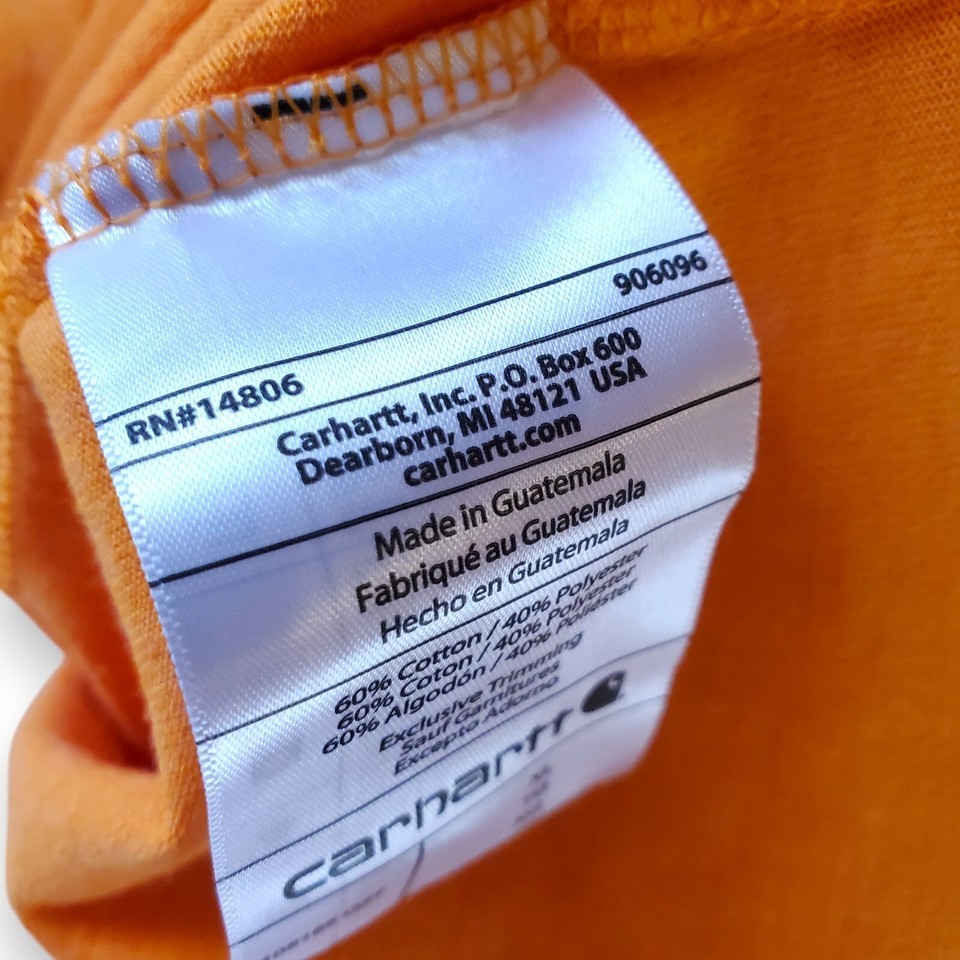 906096
RN#14806
Carhartt, Inc. P.O. Box 600
Dearborn, MI 48121 USA
carhartt.com
Made in Guatemala
Fabriqué au Guatemala
Hecho en Guatemala
60% Cotton / 40% Polyester
60% Coton / 40% Polyester
60% Algodón / 40% Poliéster
Exclusive Trimming
Sauf Garnitures
Excepto Adorno
carhartt